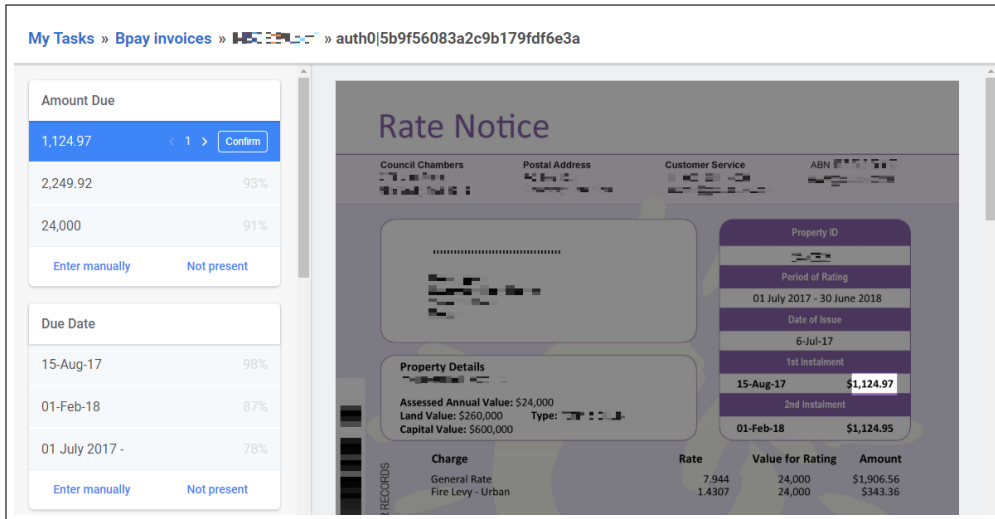 My Tasks » Bpay invoices » » auth0|5b9f56083a2c9b179fdf6e3a
Amount Due
1,124.97 < 1 > Confirm
2,249.92 93%
24,000 91%
Enter manually Not present
Due Date
15-Aug-17 98%
01-Feb-18 87%
01 July 2017 - 78%
Enter manually Not present
Rate Notice
Council Chambers Postal Address Customer Service ABN
Property ID
Period of Rating
01 July 2017 - 30 June 2018
Date of Issue
6-Jul-17
1st Instalment
15-Aug-17 $1,124.97
2nd Instalment
01-Feb-18 $1,124.95
Property Details
Assessed Annual Value: $24,000
Land Value: $260,000 Type:
Capital Value: $600,000
Charge Rate Value for Rating Amount
General Rate 7.944 24,000 $1,906.56
Fire Levy - Urban 1.4307 24,000 $343.36
RECORDS